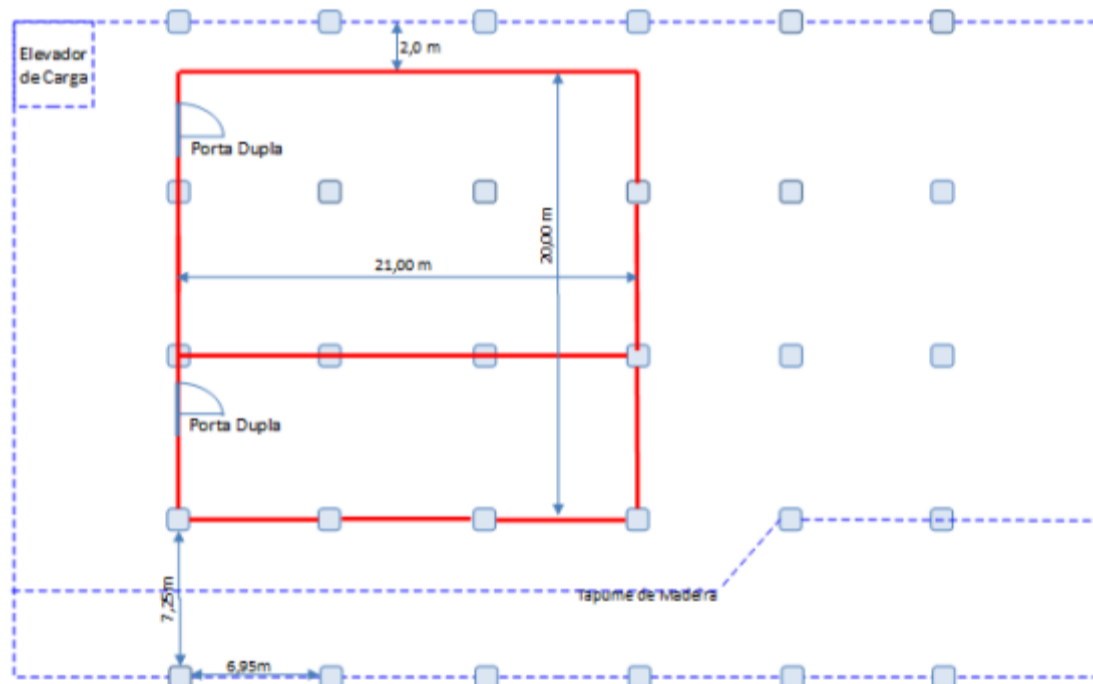 Elevador
de Carga
2,0 m
Porta Dupla
20,00 m
21,00 m
Porta Dupla
Tapume de Madeira
7,25m
6,95m